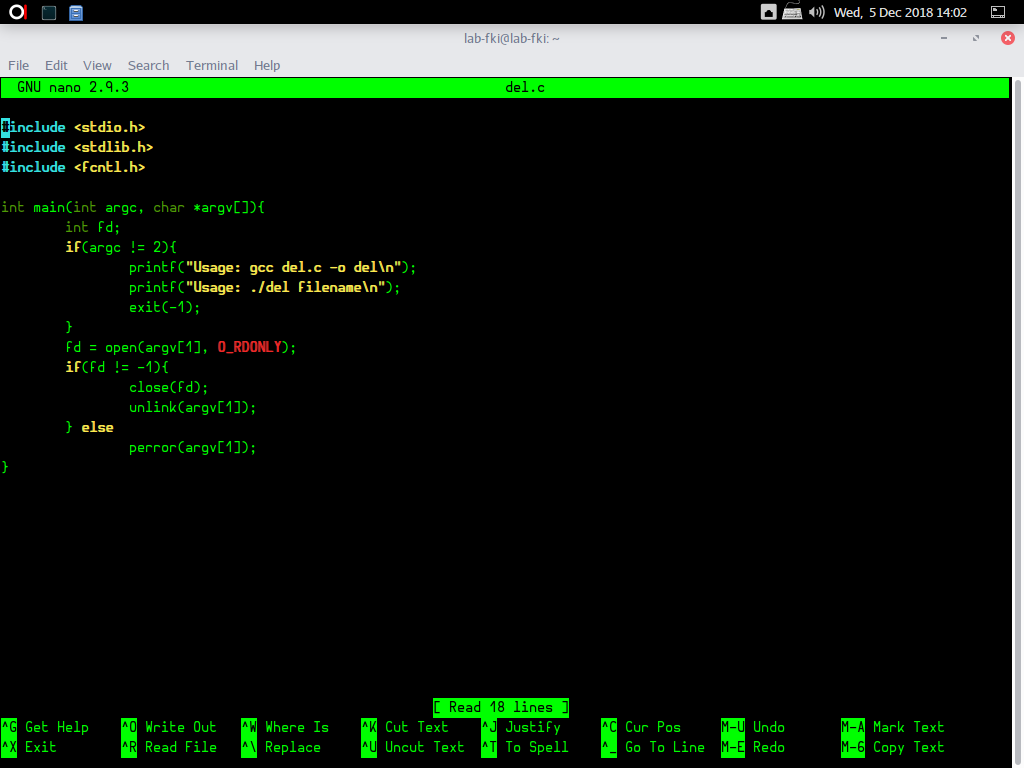 Wed, 5 Dec 2018 14:02
lab-fki@lab-fki: ~
File Edit View Search Terminal Help
GNU nano 2.9.3 del.c
#include <stdio.h>
#include <stdlib.h>
#include <fcntl.h>
int main(int argc, char *argv[]){
        int fd;
        if(argc != 2){
                printf("Usage: gcc del.c -o del\n");
                printf("Usage: ./del filename\n");
                exit(-1);
        }
        fd = open(argv[1], O_RDONLY);
        if(fd != -1){
                close(fd);
                unlink(argv[1]);
        } else
                perror(argv[1]);
}
[ Read 18 lines ]
^G Get Help ^O Write Out ^W Where Is ^K Cut Text ^J Justify ^C Cur Pos M-U Undo M-A Mark Text
^X Exit ^R Read File ^\ Replace ^U Uncut Text ^T To Spell ^_ Go To Line M-E Redo M-6 Copy Text